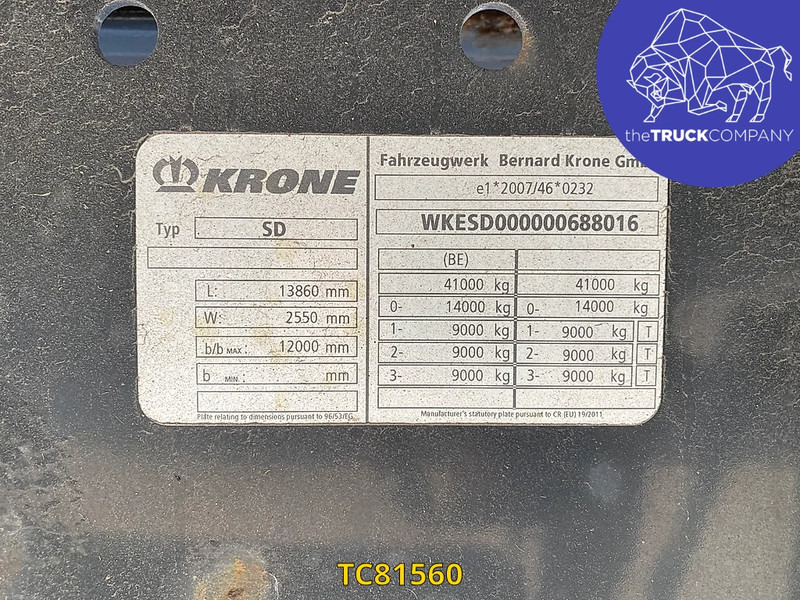 theTRUCKCOMPANY
KRONE
Typ SD
L: 13860 mm
W: 2550 mm
b/b MAX: 12000 mm
b MIN: mm
Plate relating to dimensions pursuant to 96/53/EG.
Fahrzeugwerk Bernard Krone
e1*2007/46*0232
WKESD000000688016
(BE)
41000 kg 41000 kg
0- 14000 kg 0- 14000 kg
1- 9000 kg 1- 9000 kg T
2- 9000 kg 2- 9000 kg T
3- 9000 kg 3- 9000 kg T
Manufacturer's statutory plate pursuant to CR (EU) 19/2011
TC81560